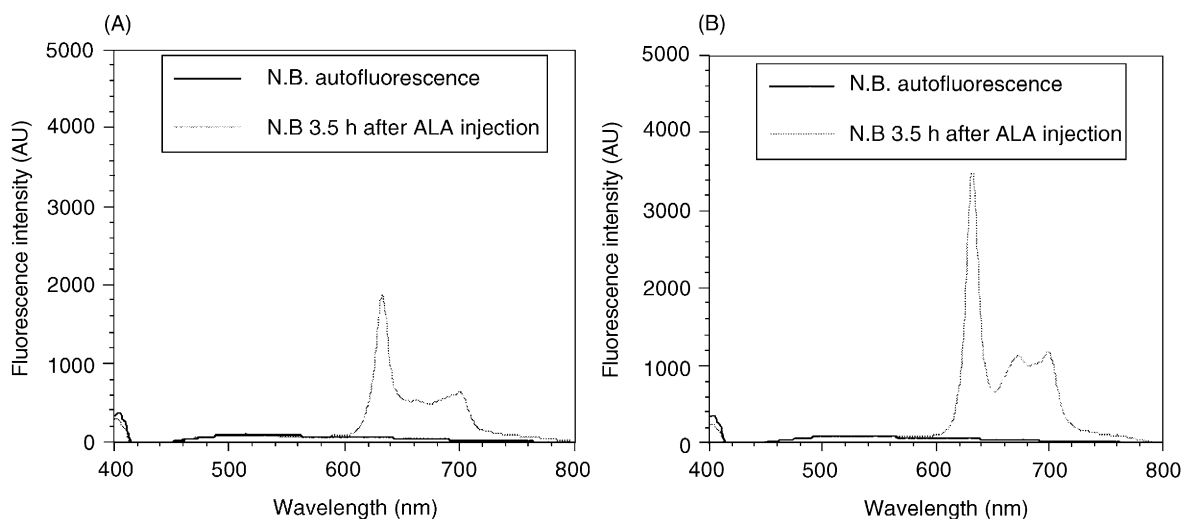 (A)
Fluorescence intensity (AU)
5000
4000
3000
2000
1000
0
N.B. autofluorescence
N.B 3.5 h after ALA injection
400
500
600
700
800
Wavelength (nm)
(B)
Fluorescence intensity (AU)
5000
4000
3000
2000
1000
0
N.B. autofluorescence
N.B 3.5 h after ALA injection
400
500
600
700
800
Wavelength (nm)